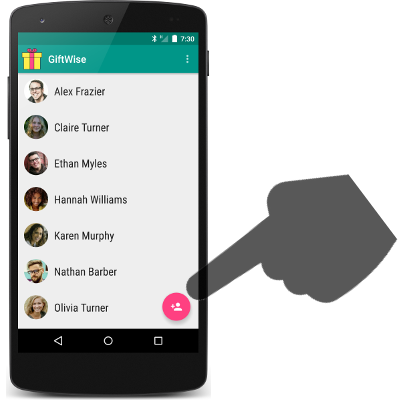 7:30
GiftWise
Alex Frazier
Claire Turner
Ethan Myles
Hannah Williams
Karen Murphy
Nathan Barber
Olivia Turner